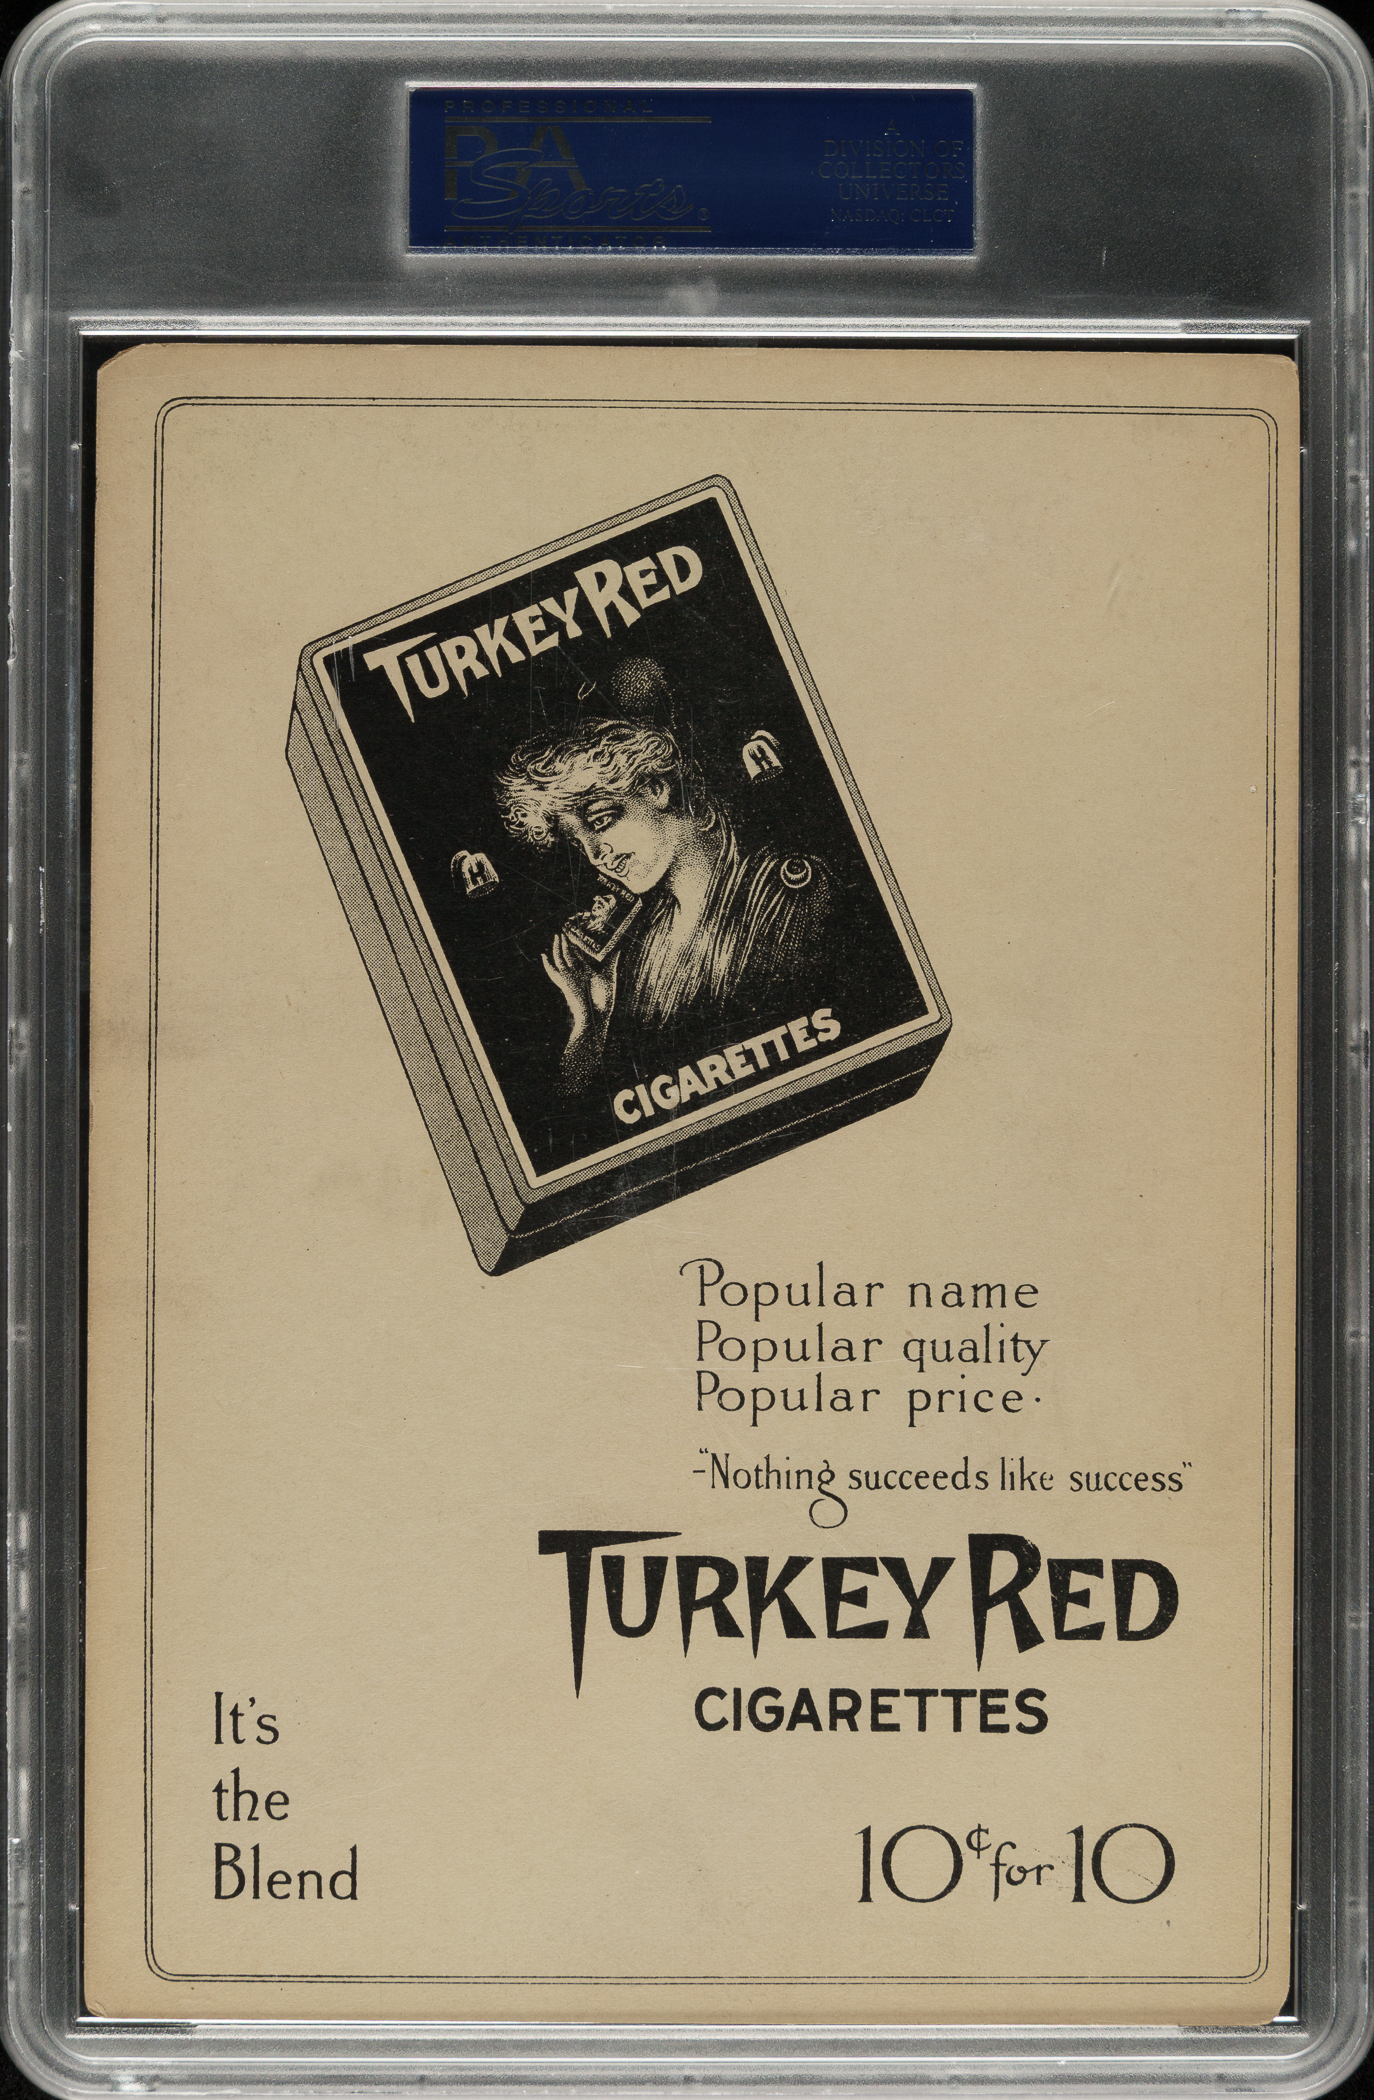 PROFESSIONAL
PSA
Sports®
AUTHENTICATOR
A
DIVISION OF
COLLECTORS
UNIVERSE
NASDAQ: CLCT
TURKEY RED
H
H
CIGARETTES
Popular name
Popular quality
Popular price.
-"Nothing succeeds like success"
TURKEY RED
CIGARETTES
It's
the
Blend
10¢ for 10